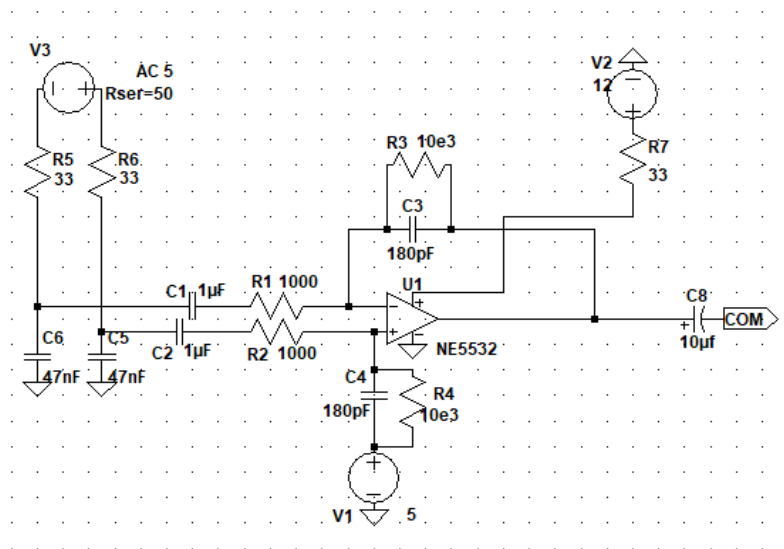 V3
AC 5
Rser=50
V2
12
R5
33
R6
33
R3 10e3
R7
33
C3
180pF
C1 1µF
R1 1000
U1
C2 1µF
R2 1000
NE5532
C8
10µf
COM
C6
47nF
C5
47nF
C4
180pF
R4
10e3
V1
5